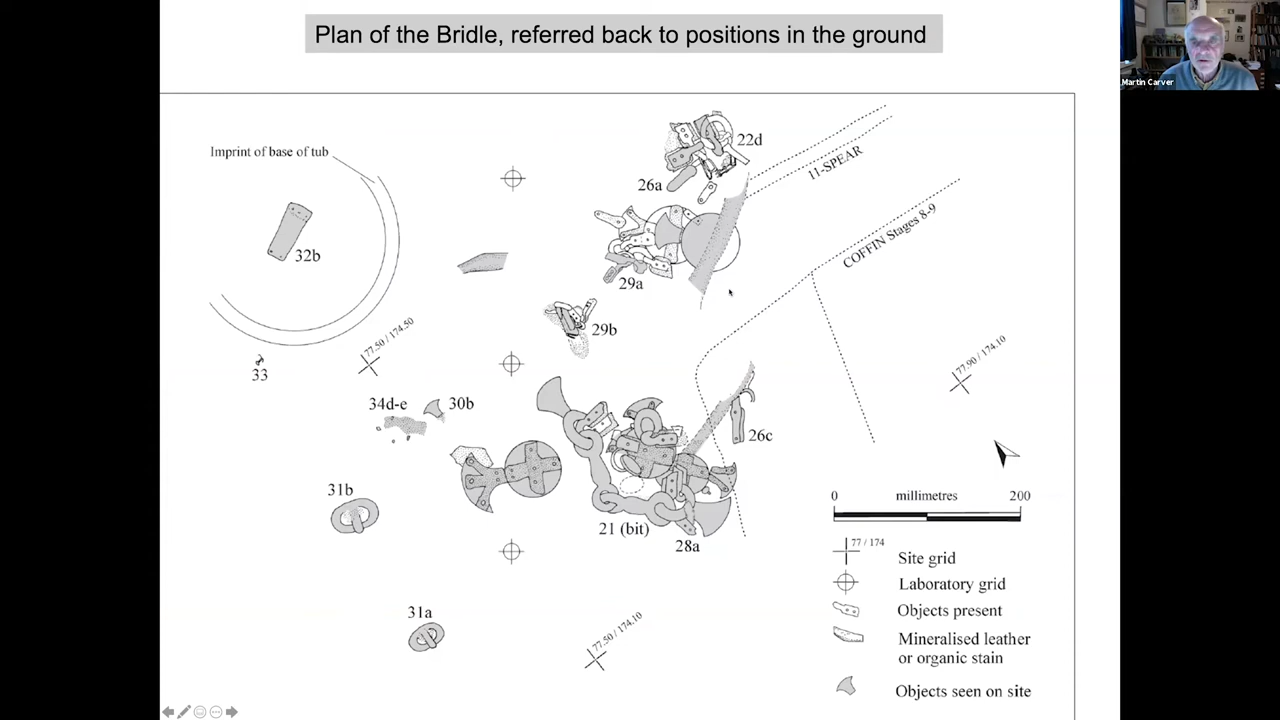 Plan of the Bridle, referred back to positions in the ground
Martin Carver
Imprint of base of tub
22d
11-SPEAR
26a
32b
COFFIN Stages 8-9
29a
29b
77.50 / 174.50
77.90 / 174.10
33
34d-e
30b
26c
31b
21 (bit)
28a
31a
77.50 / 174.10
0 millimetres 200
77 / 174
Site grid
Laboratory grid
Objects present
Mineralised leather
or organic stain
Objects seen on site